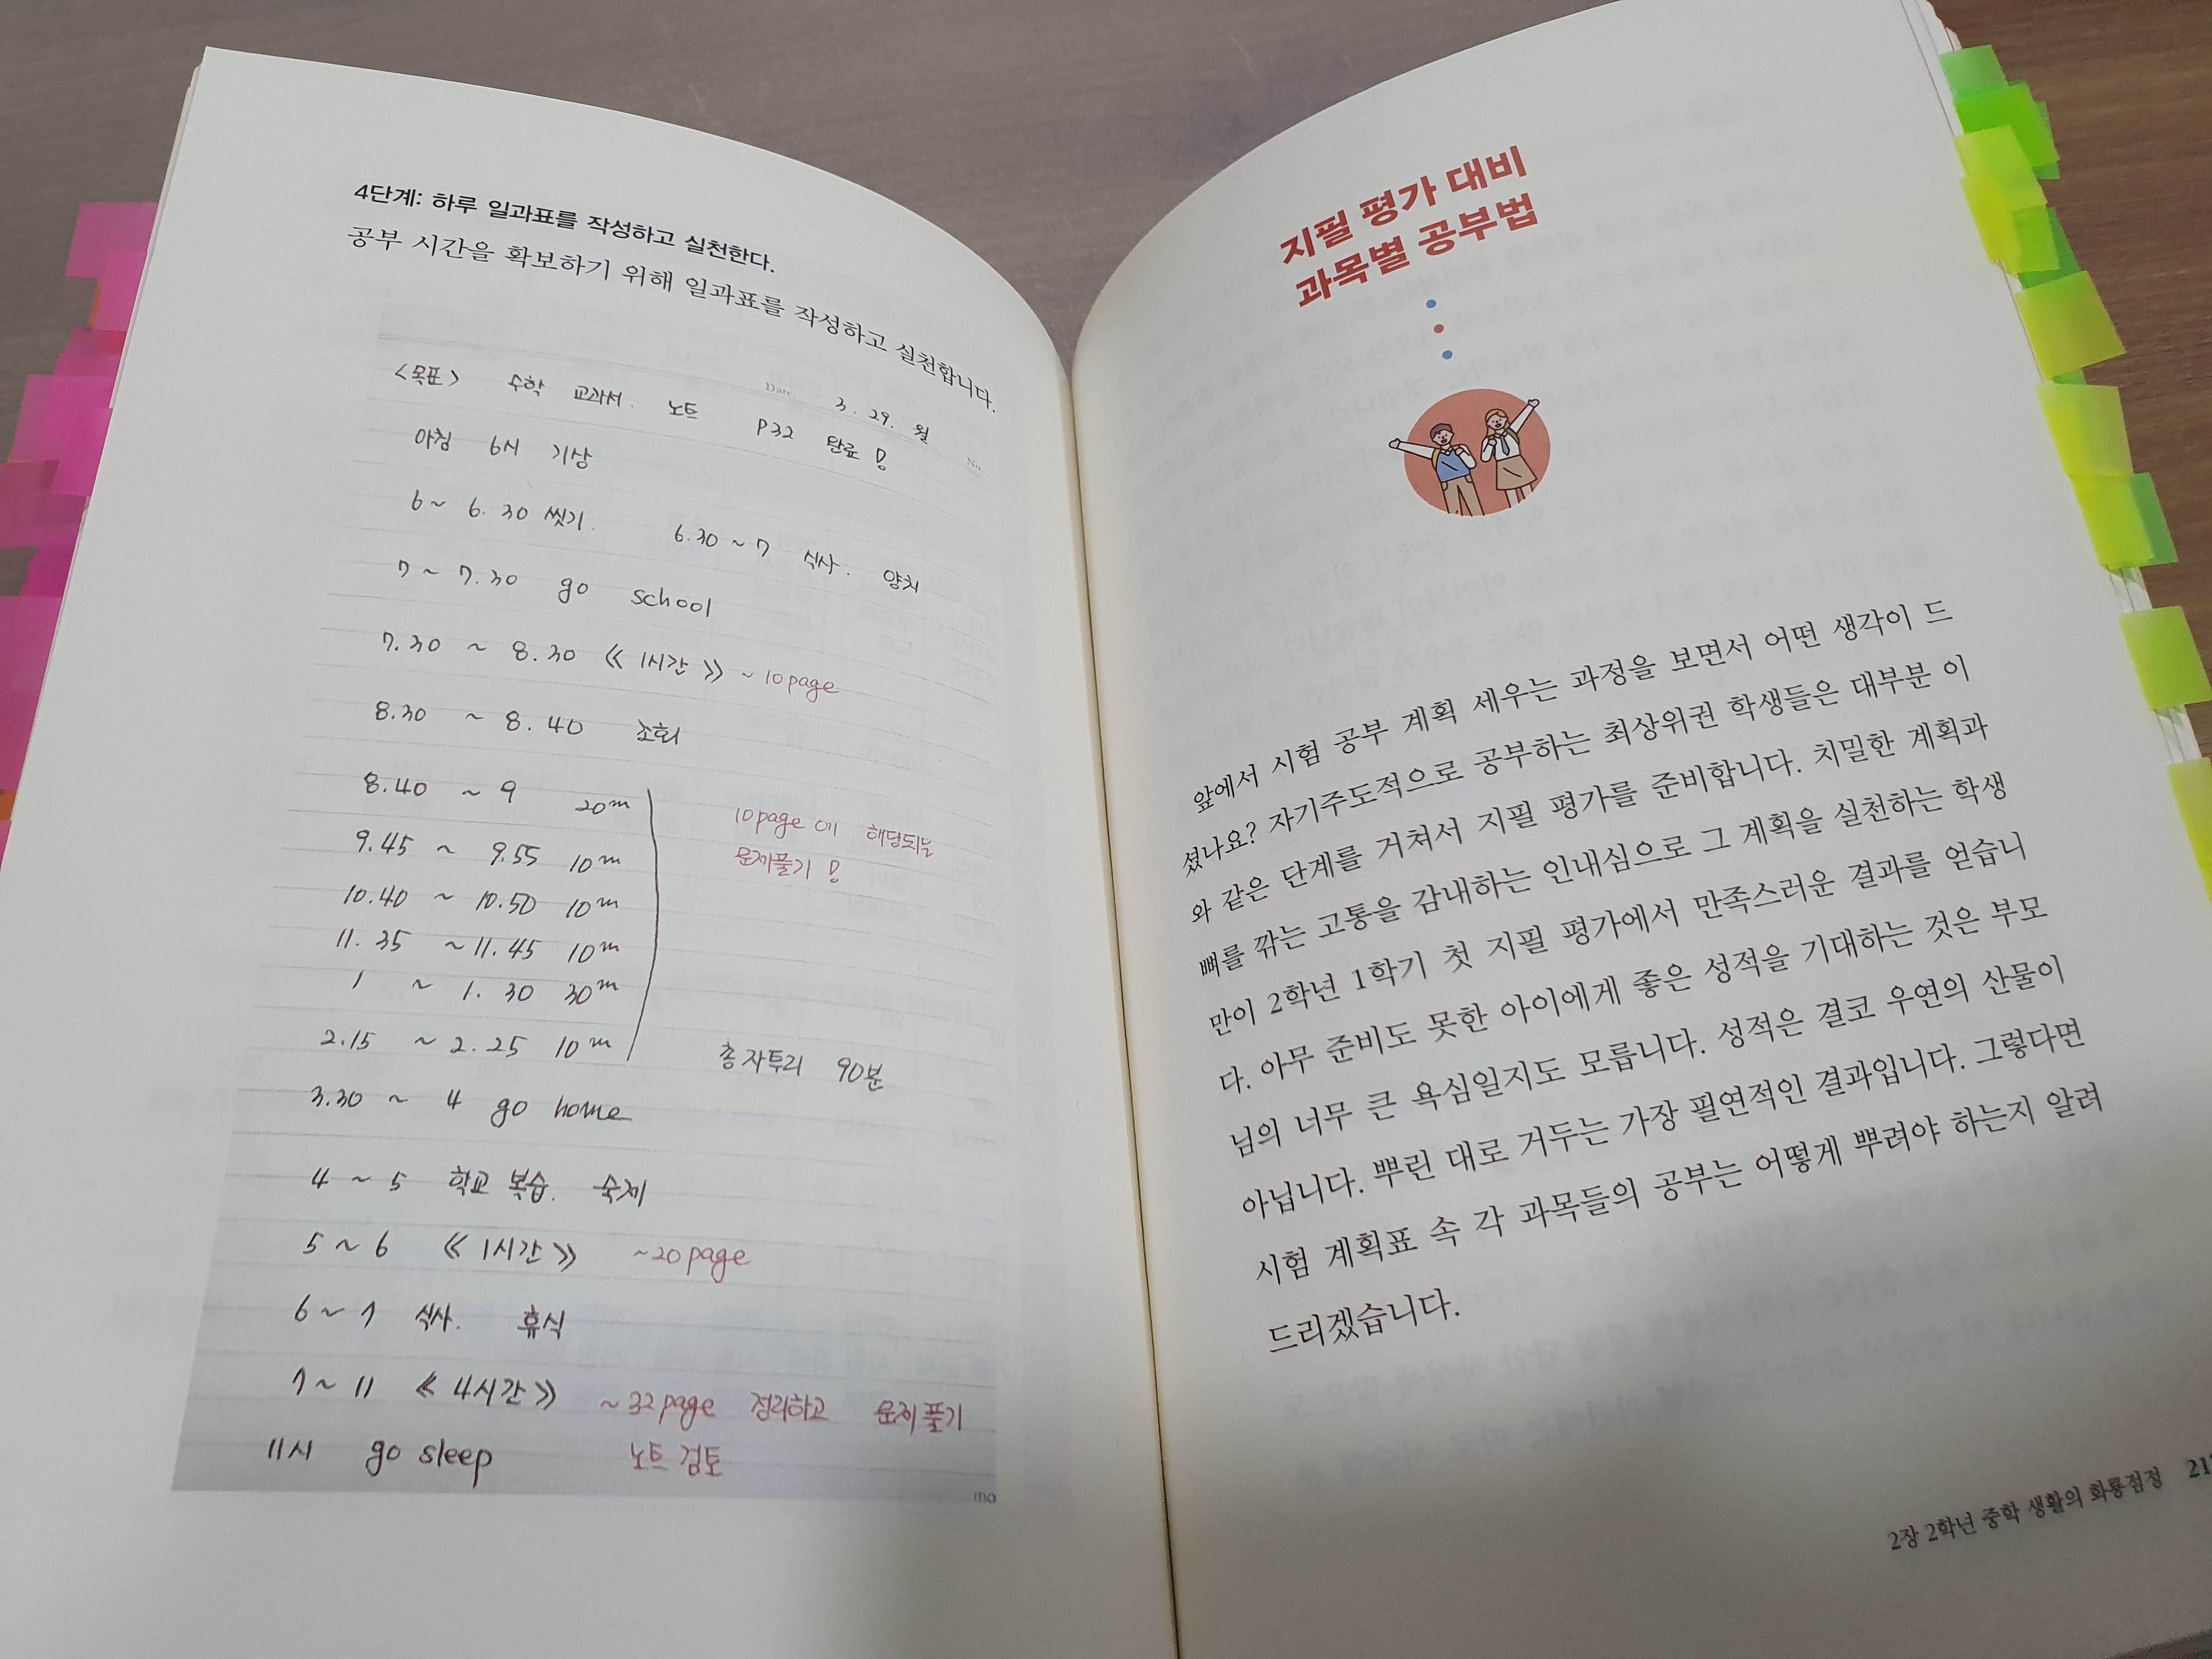 4단계: 하루 일과표를 작성하고 실천한다.
공부 시간을 확보하기 위해 일과표를 작성하고 실천합니다.
Date. 3. 29. 월
No.
<목표> 수학 교과서. 노트 P32 완료!
아침 6시 기상
6~ 6.30 씻기. 6.30 ~ 7 식사. 양치
7 ~ 7.30 go school
7.30 ~ 8.30 《 1시간 》 ~ 10page
8.30 ~ 8.40 조회
8.40 ~ 9 20m
9.45 ~ 9.55 10m
10.40 ~ 10.50 10m
11.35 ~ 11.45 10m
1 ~ 1.30 30m
2.15 ~ 2.25 10m
10page에 해당되는
문제풀기!
총 자투리 90분
3.30 ~ 4 go home
4 ~ 5 학교 복습. 숙제
5 ~ 6 《 1시간 》 ~20page
6 ~ 7 식사. 휴식
7 ~ 11 《 4시간 》 ~32page 정리하고 문제풀기
11시 go sleep 노트 검토
mo
지필 평가 대비
과목별 공부법
앞에서 시험 공부 계획 세우는 과정을 보면서 어떤 생각이 드
셨나요? 자기주도적으로 공부하는 최상위권 학생들은 대부분 이
와 같은 단계를 거쳐서 지필 평가를 준비합니다. 치밀한 계획과
뼈를 깎는 고통을 감내하는 인내심으로 그 계획을 실천하는 학생
만이 2학년 1학기 첫 지필 평가에서 만족스러운 결과를 얻습니
다. 아무 준비도 못한 아이에게 좋은 성적을 기대하는 것은 부모
님의 너무 큰 욕심일지도 모릅니다. 성적은 결코 우연의 산물이
아닙니다. 뿌린 대로 거두는 가장 필연적인 결과입니다. 그렇다면
시험 계획표 속 각 과목들의 공부는 어떻게 뿌려야 하는지 알려
드리겠습니다.
2장 2학년 중학 생활의 화룡점정